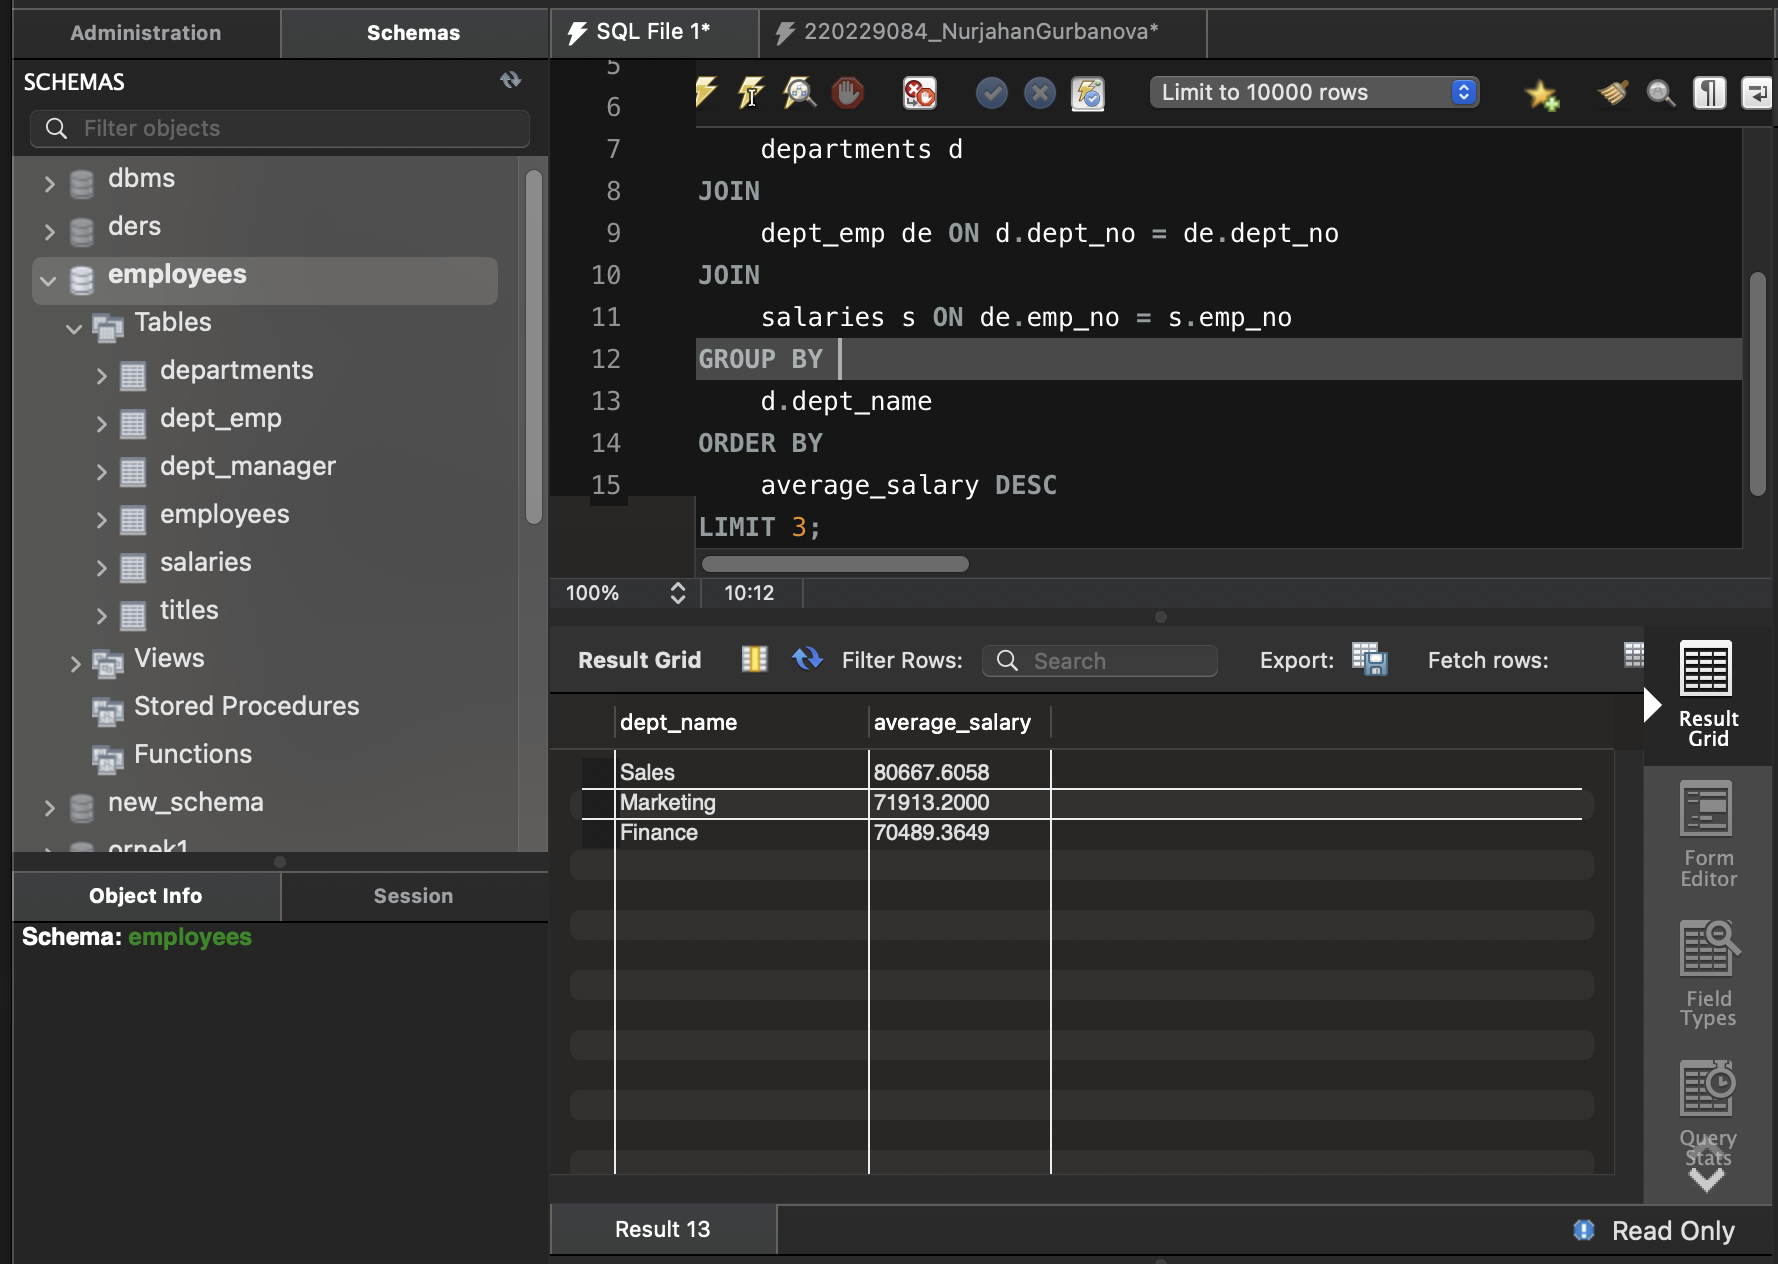 Administration
Schemas
SCHEMAS
Filter objects
dbms
ders
employees
Tables
departments
dept_emp
dept_manager
employees
salaries
titles
Views
Stored Procedures
Functions
new_schema
ornek1
Object Info
Session
Schema: employees
SQL File 1*
220229084_NurjahanGurbanova*
Limit to 10000 rows
5
6
7 departments d
8 JOIN
9 dept_emp de ON d.dept_no = de.dept_no
10 JOIN
11 salaries s ON de.emp_no = s.emp_no
12 GROUP BY
13 d.dept_name
14 ORDER BY
15 average_salary DESC
LIMIT 3;
100%
10:12
Result Grid
Filter Rows:
Search
Export:
Fetch rows:
dept_name average_salary
Sales 80667.6058
Marketing 71913.2000
Finance 70489.3649
Result
Grid
Form
Editor
Field
Types
Query
Stats
Result 13
Read Only